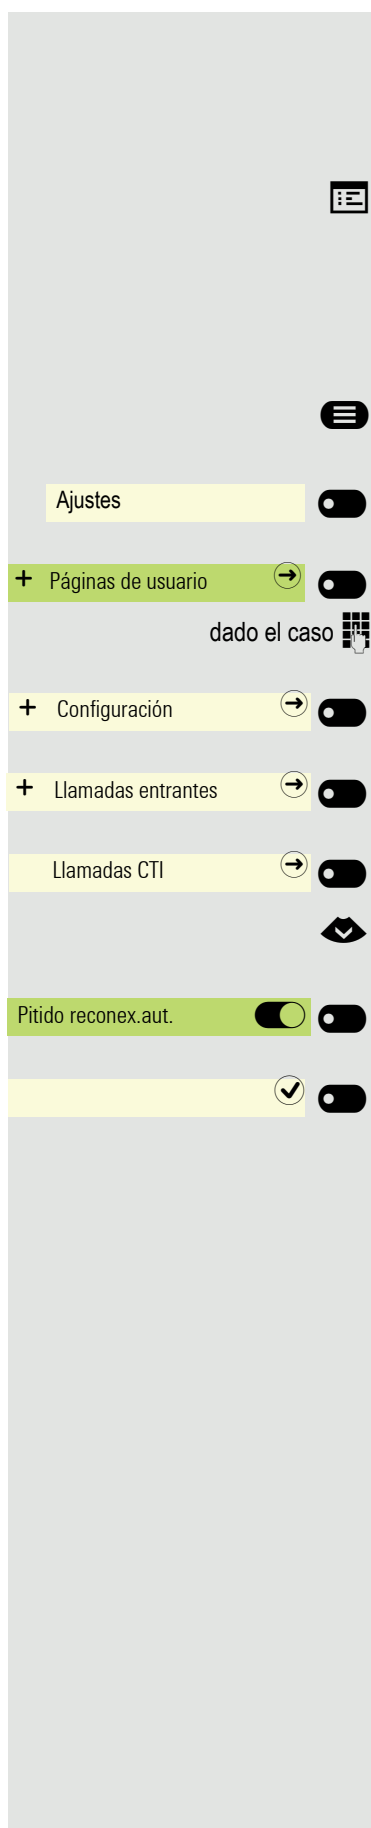 Ajustes
+ Páginas de usuario
dado el caso
+ Configuración
+ Llamadas entrantes
Llamadas CTI
Pitido reconex.aut.